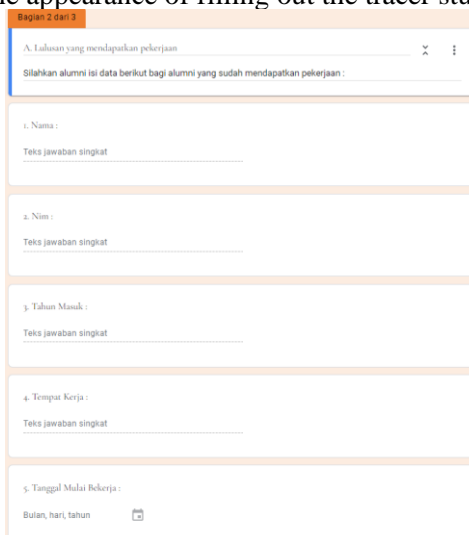 e appearance of filling out the tracer stu
Bagian 2 dari 3
A. Lulusan yang mendapatkan pekerjaan
Silahkan alumni isi data berikut bagi alumni yang sudah mendapatkan pekerjaan :
1. Nama :
Teks jawaban singkat
2. Nim :
Teks jawaban singkat
3. Tahun Masuk :
Teks jawaban singkat
4. Tempat Kerja :
Teks jawaban singkat
5. Tanggal Mulai Bekerja :
Bulan, hari, tahun